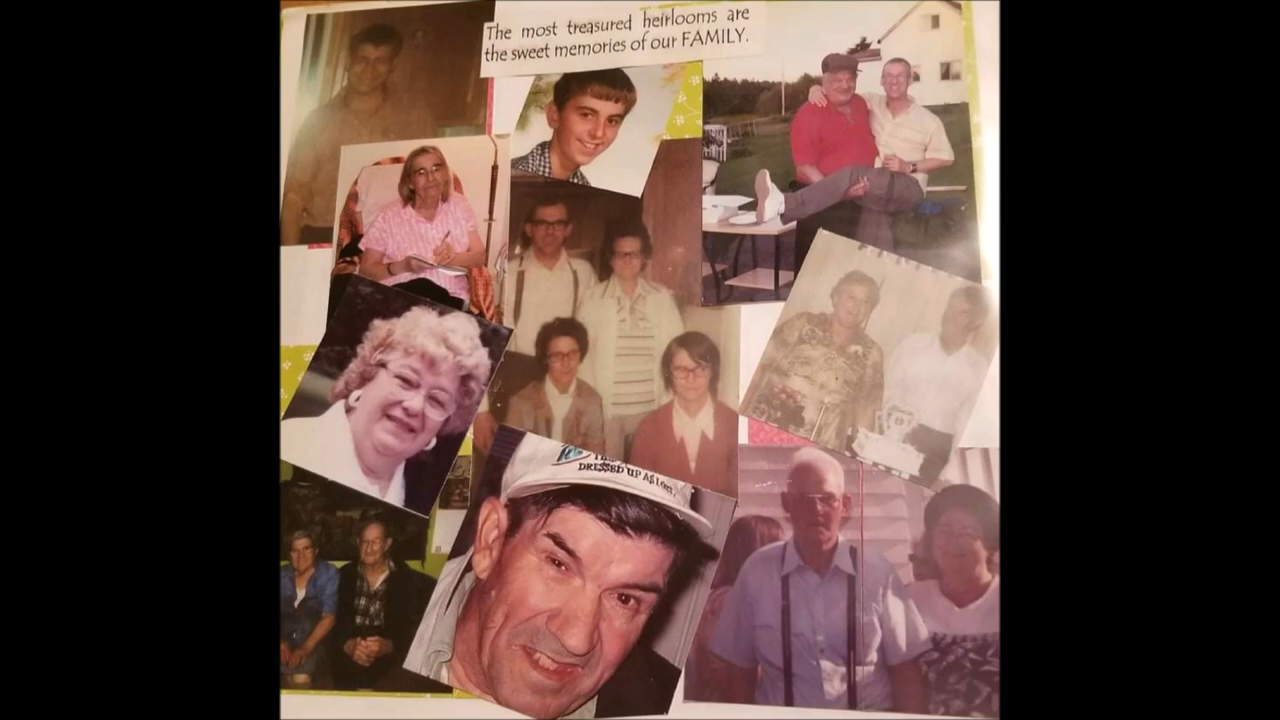 The most treasured heirlooms are
the sweet memories of our FAMILY.
DRESSED UP AS I